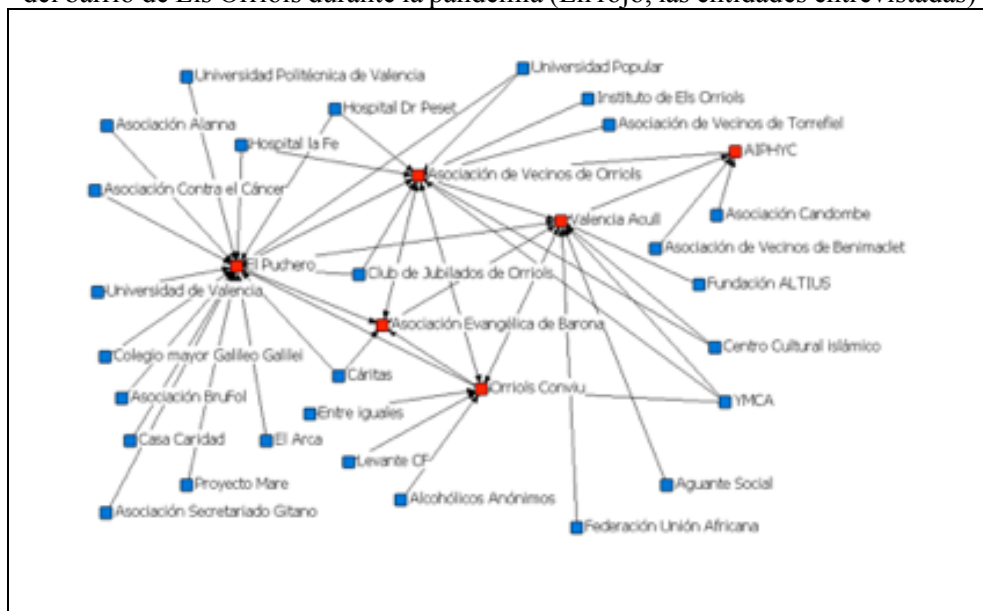 del barrio de Els Orriols durante la pandemia (En rojo, las entidades entrevistadas)
Universidad Politécnica de Valencia
Universidad Popular
Instituto de Els Orriols
Hospital Dr Peset
Asociación Alanna
Asociación de Vecinos de Torrefiel
Hospital la Fe
AIPHYC
Asociación de Vecinos de Orriols
Asociación Contra el Cáncer
Asociación Candombe
Valencia Acull
Asociación de Vecinos de Benimaclet
El Puchero
Club de Jubilados de Orriols
Fundación ALTIUS
Universidad de Valencia
Asociación Evangélica de Barona
Centro Cultural islámico
Colegio mayor Galileo Galilei
Cáritas
Orriols Conviu
Asociación BruFol
YMCA
Entre iguales
Casa Caridad
El Arca
Levante CF
Proyecto Mare
Aguante Social
Alcohólicos Anónimos
Asociación Secretariado Gitano
Federación Unión Africana